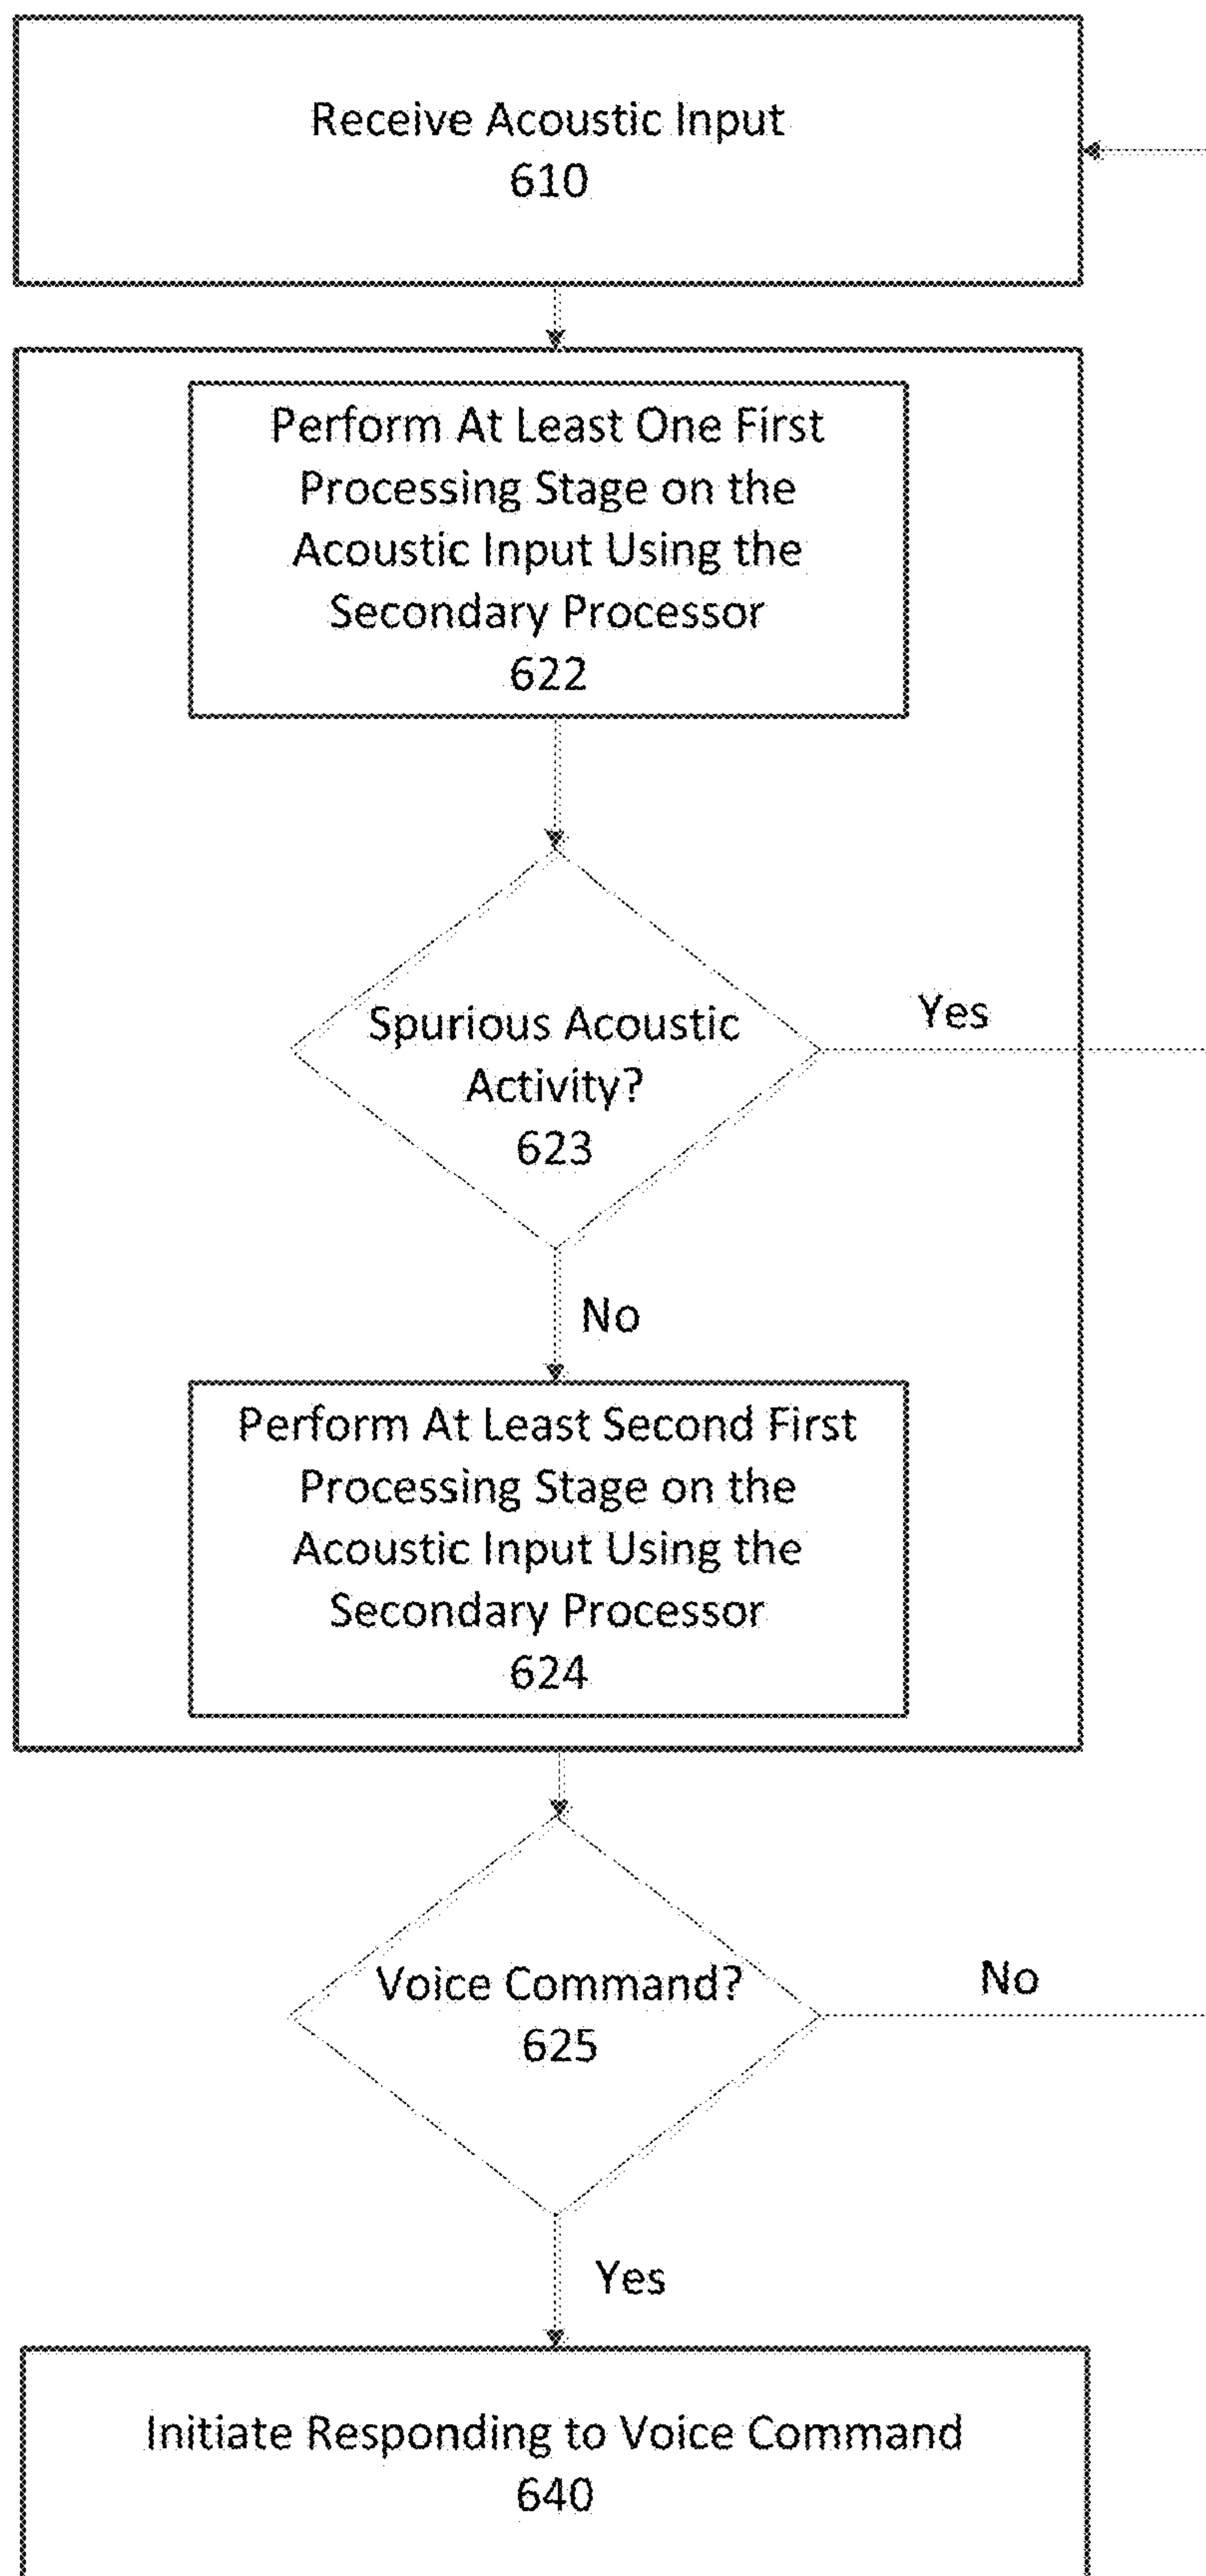 Receive Acoustic Input
610
Perform At Least One First
Processing Stage on the
Acoustic Input Using the
Secondary Processor
622
Spurious Acoustic
Activity?
623
Yes
No
Perform At Least Second First
Processing Stage on the
Acoustic Input Using the
Secondary Processor
624
Voice Command?
625
No
Yes
Initiate Responding to Voice Command
640